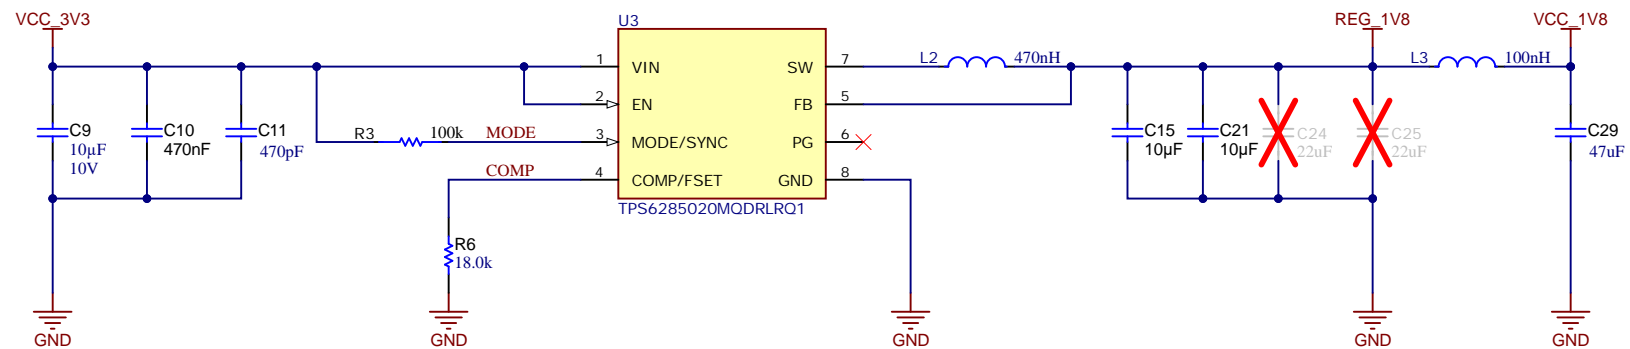 VCC_3V3
U3
REG_1V8
VCC_1V8
1 VIN SW 7
L2 470nH
L3 100nH
2 EN FB 5
C9
10µF
10V
C10
470nF
C11
470pF
R3 100k MODE
3 MODE/SYNC PG 6
C15
10µF
C21
10µF
C24
22uF
C25
22uF
C29
47uF
COMP
4 COMP/FSET GND 8
TPS6285020MQDRLRQ1
R6
18.0k
GND
GND
GND
GND
GND